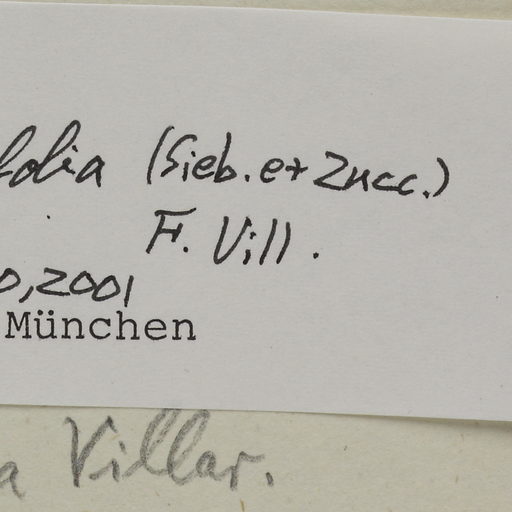 folia (Sieb. et Zucc.)
F. Vill.
0, 2001
München
a Villar.